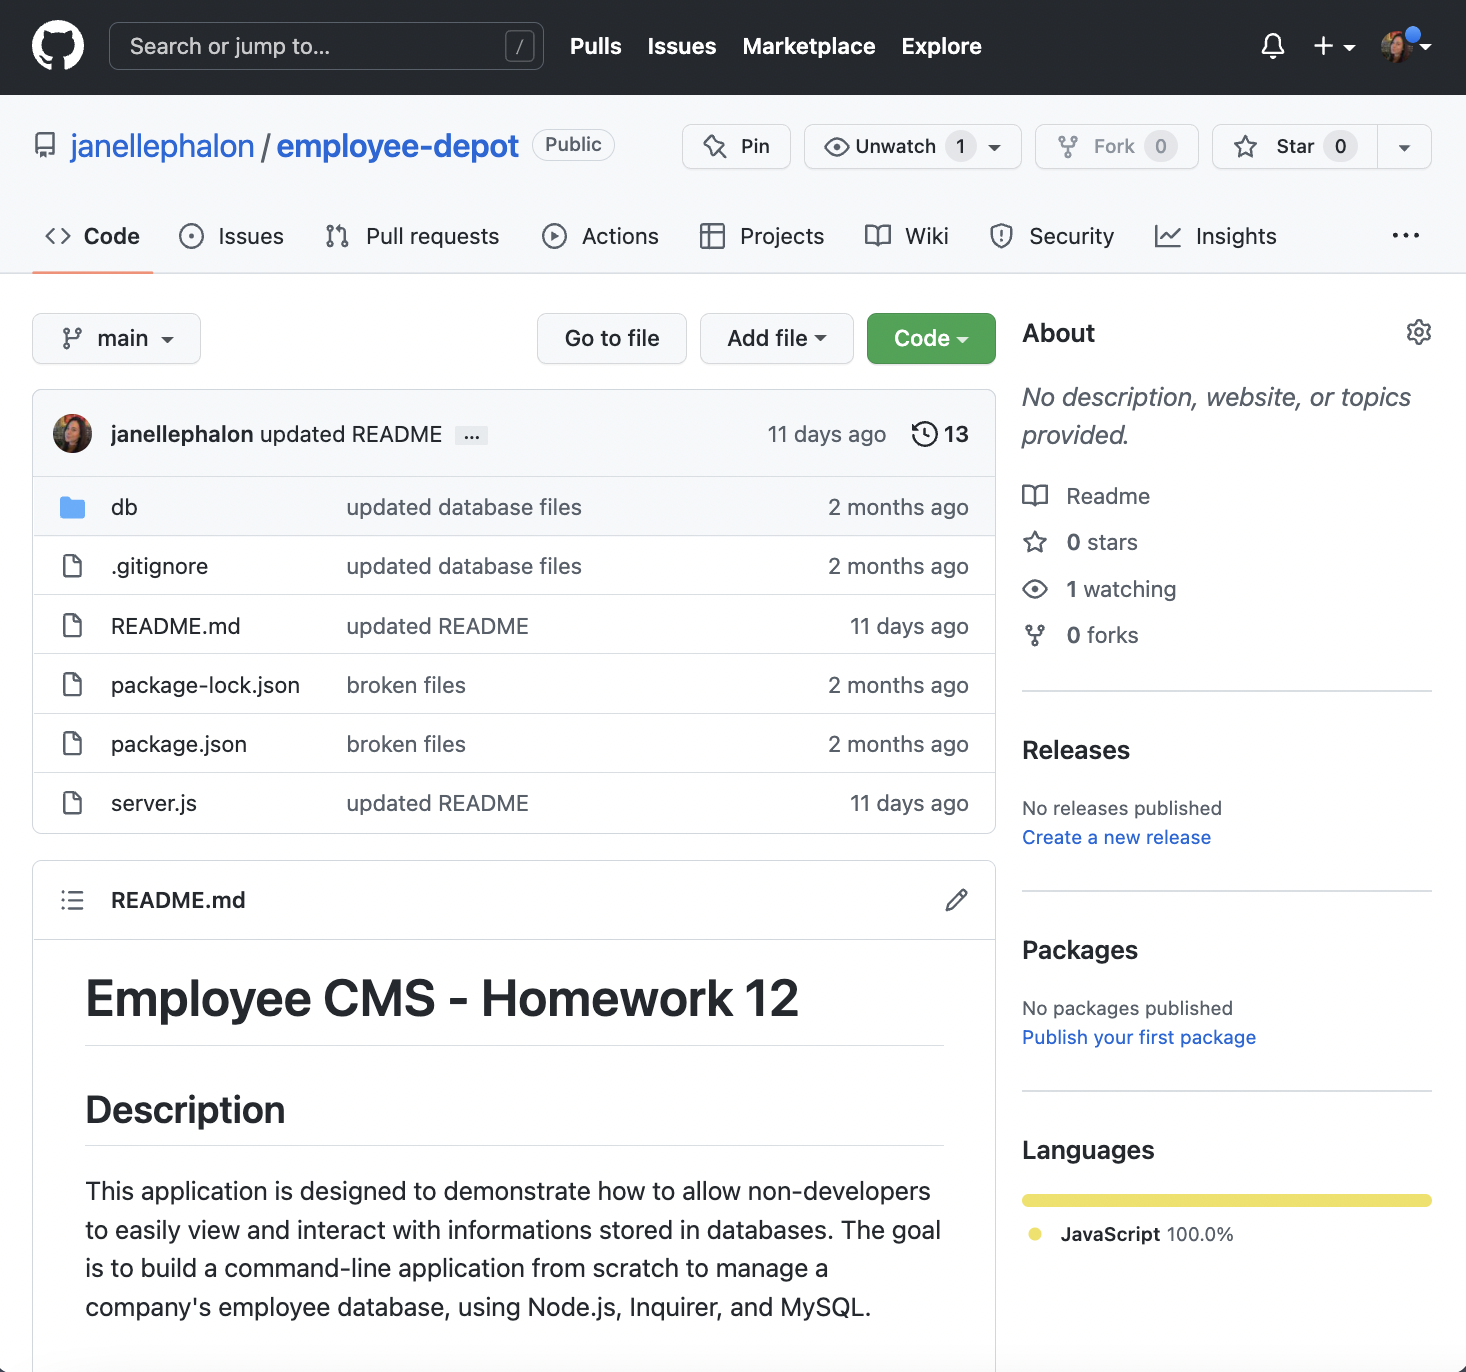 Search or jump to... /
Pulls Issues Marketplace Explore
janellephalon / employee-depot Public
Pin Unwatch 1 Fork 0 Star 0
Code Issues Pull requests Actions Projects Wiki Security Insights ...
main Go to file Add file Code
janellephalon updated README ... 11 days ago 13
db updated database files 2 months ago
.gitignore updated database files 2 months ago
README.md updated README 11 days ago
package-lock.json broken files 2 months ago
package.json broken files 2 months ago
server.js updated README 11 days ago
README.md
Employee CMS - Homework 12
Description
This application is designed to demonstrate how to allow non-developers
to easily view and interact with informations stored in databases. The goal
is to build a command-line application from scratch to manage a
company's employee database, using Node.js, Inquirer, and MySQL.
About
No description, website, or topics
provided.
Readme
0 stars
1 watching
0 forks
Releases
No releases published
Create a new release
Packages
No packages published
Publish your first package
Languages
JavaScript 100.0%